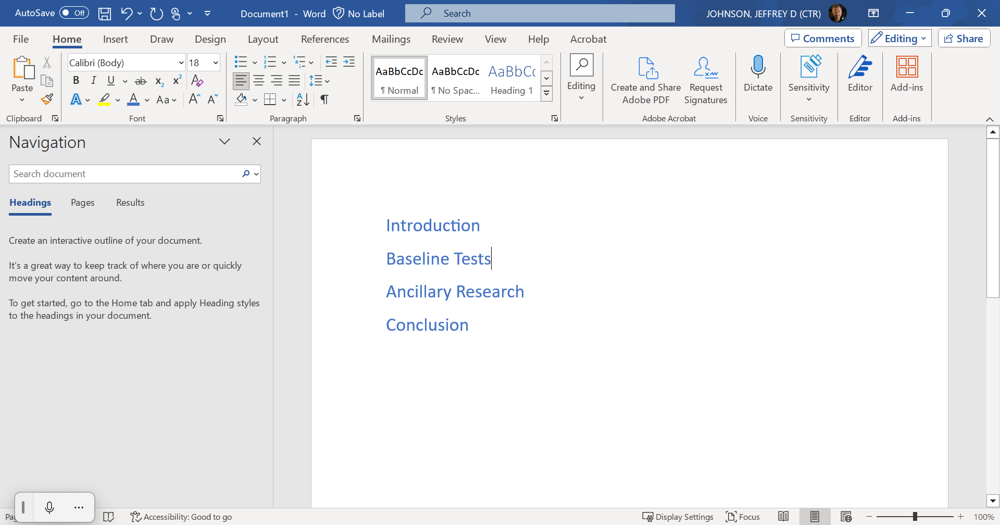 AutoSave Off Document1 - Word No Label Search JOHNSON, JEFFREY D (CTR)
File Home Insert Draw Design Layout References Mailings Review View Help Acrobat Comments Editing Share
Paste
Clipboard
Calibri (Body) 18
B I U ab x2 x2 A
A A Aa A A
Font
Paragraph
AaBbCcDc AaBbCcDc AaBbCc
¶ Normal ¶ No Spac... Heading 1
Styles
Editing
Create and Share Adobe PDF
Request Signatures
Adobe Acrobat
Dictate
Voice
Sensitivity
Sensitivity
Editor
Editor
Add-ins
Add-ins
Navigation
Search document
Headings Pages Results
Create an interactive outline of your document.
It's a great way to keep track of where you are or quickly
move your content around.
To get started, go to the Home tab and apply Heading styles
to the headings in your document.
Introduction
Baseline Tests
Ancillary Research
Conclusion
Accessibility: Good to go Display Settings Focus 100%